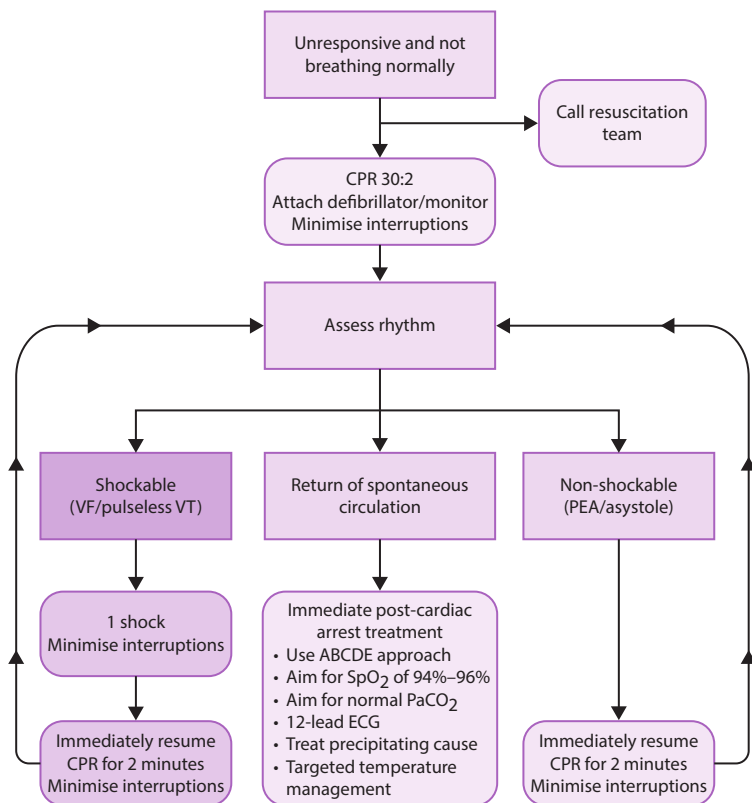 Unresponsive and not
breathing normally
Call resuscitation
team
CPR 30:2
Attach defibrillator/monitor
Minimise interruptions
Assess rhythm
Shockable
(VF/pulseless VT)
Return of spontaneous
circulation
Non-shockable
(PEA/asystole)
1 shock
Minimise interruptions
Immediate post-cardiac
arrest treatment
• Use ABCDE approach
• Aim for SpO2 of 94%–96%
• Aim for normal PaCO2
• 12-lead ECG
• Treat precipitating cause
• Targeted temperature
management
Immediately resume
CPR for 2 minutes
Minimise interruptions
Immediately resume
CPR for 2 minutes
Minimise interruptions